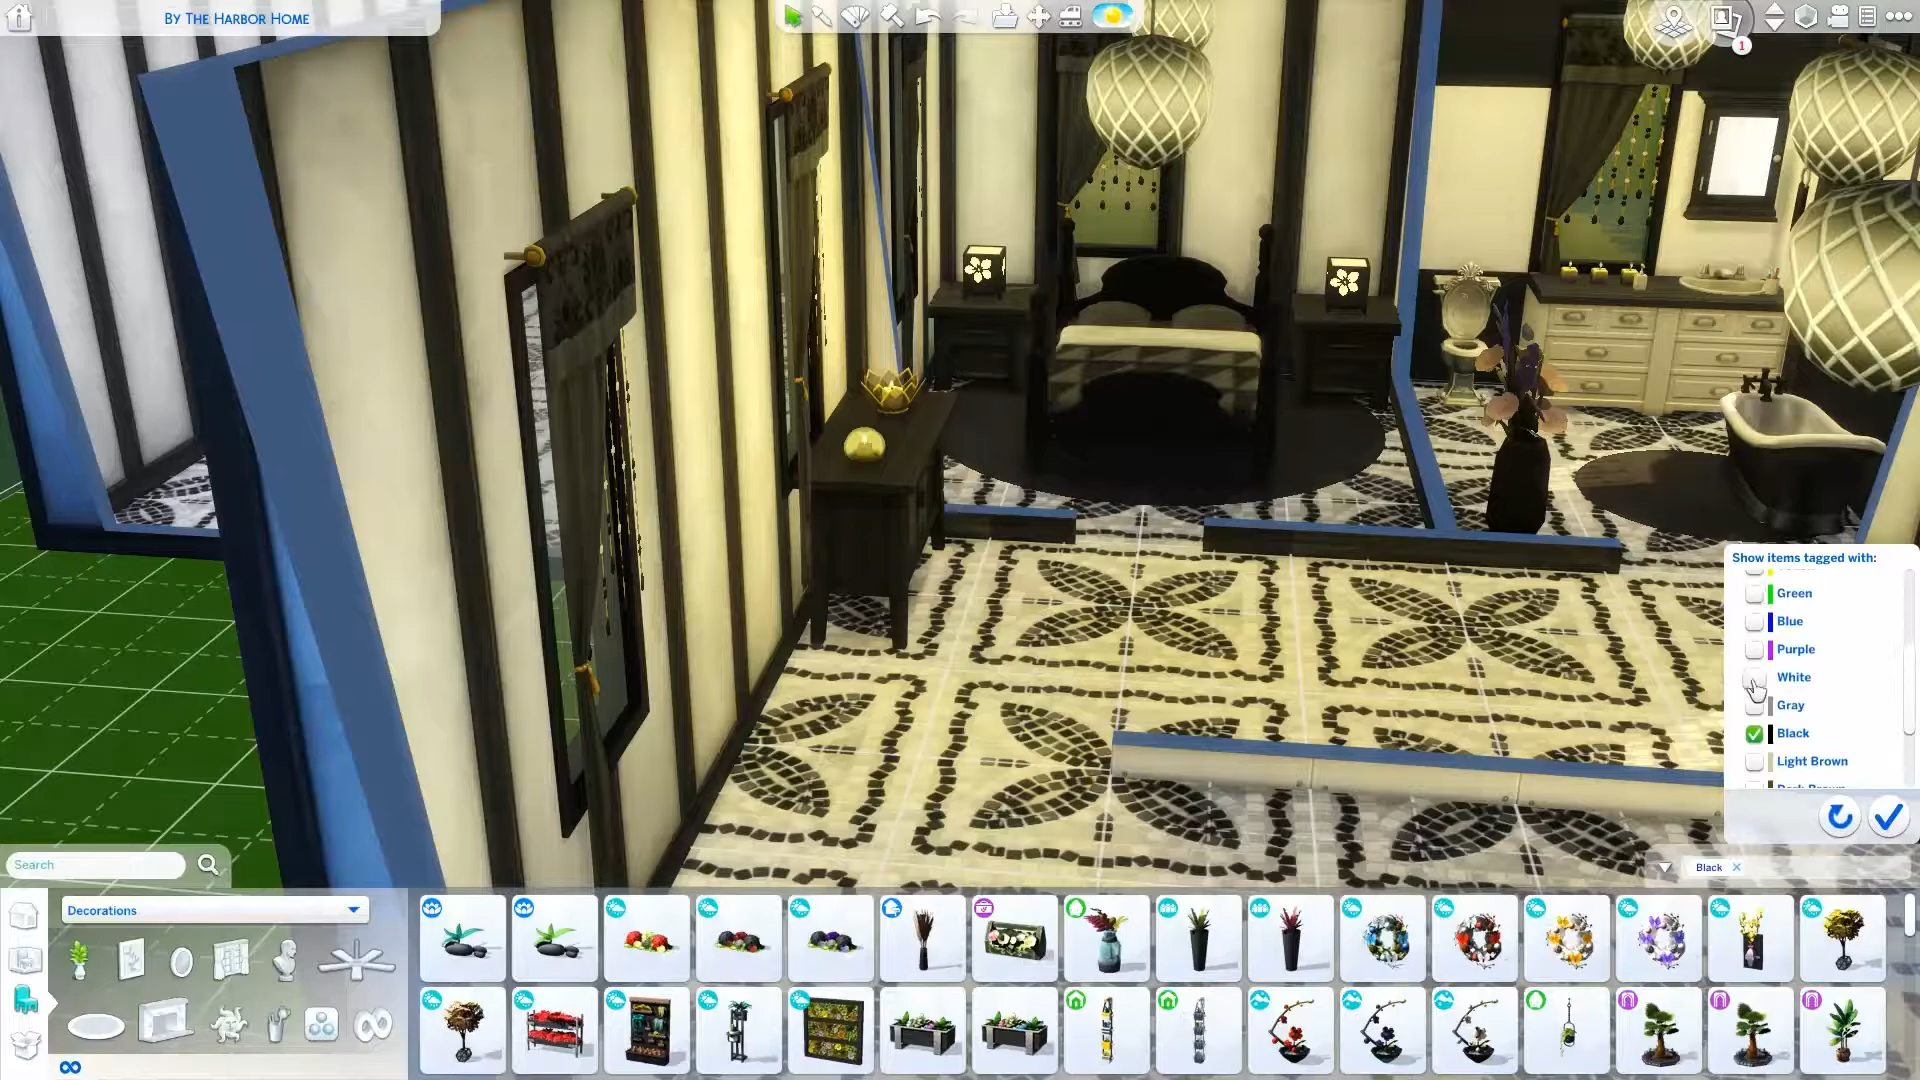 BY THE HARBOR HOME
1
Show items tagged with:
Green
Blue
Purple
White
Gray
Black
Light Brown
Search
Black
Decorations